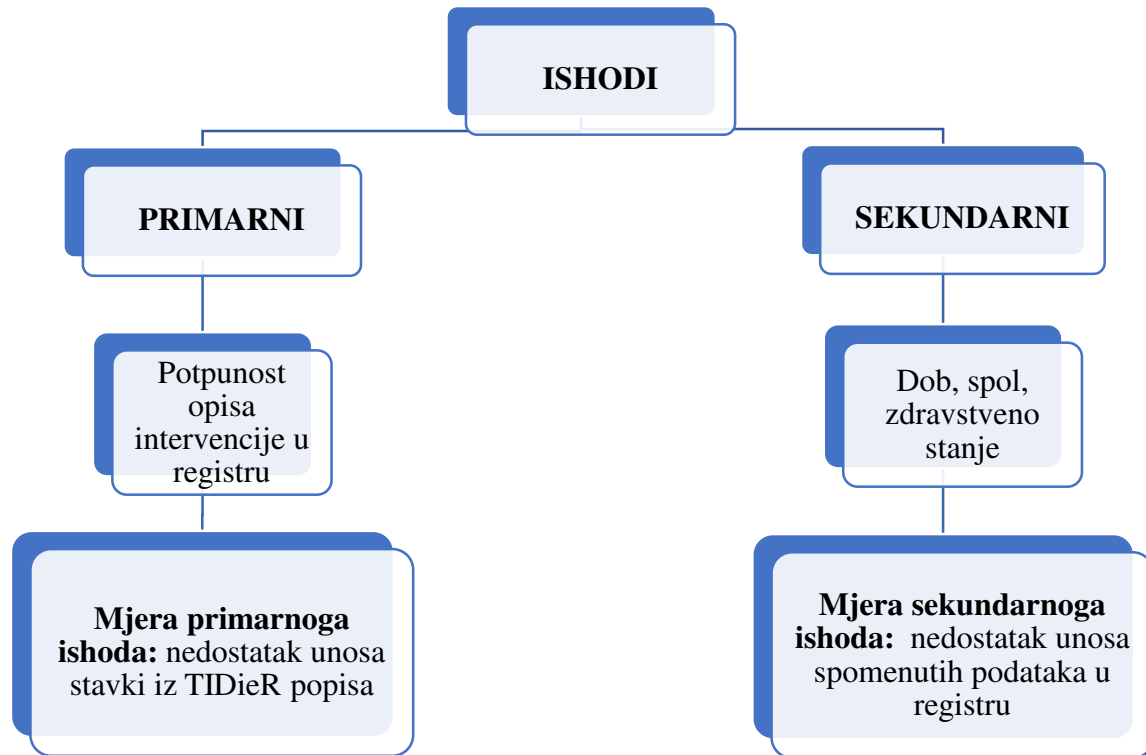 ISHODI
PRIMARNI
SEKUNDARNI
Potpunost
opisa
intervencije u
registru
Dob, spol,
zdravstveno
stanje
Mjera primarnoga
ishoda: nedostatak unosa
stavki iz TIDieR popisa
Mjera sekundarnoga
ishoda: nedostatak unosa
spomenutih podataka u
registru